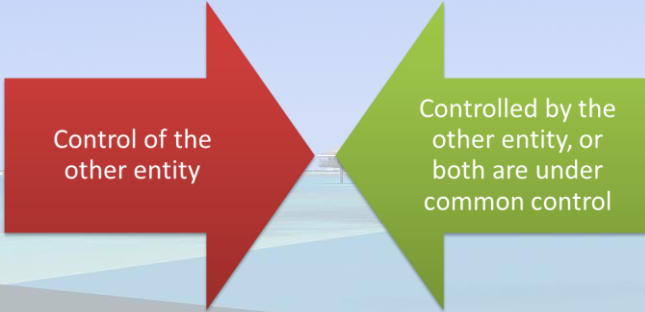 Control of the
other entity
Controlled by the
other entity, or
both are under
common control